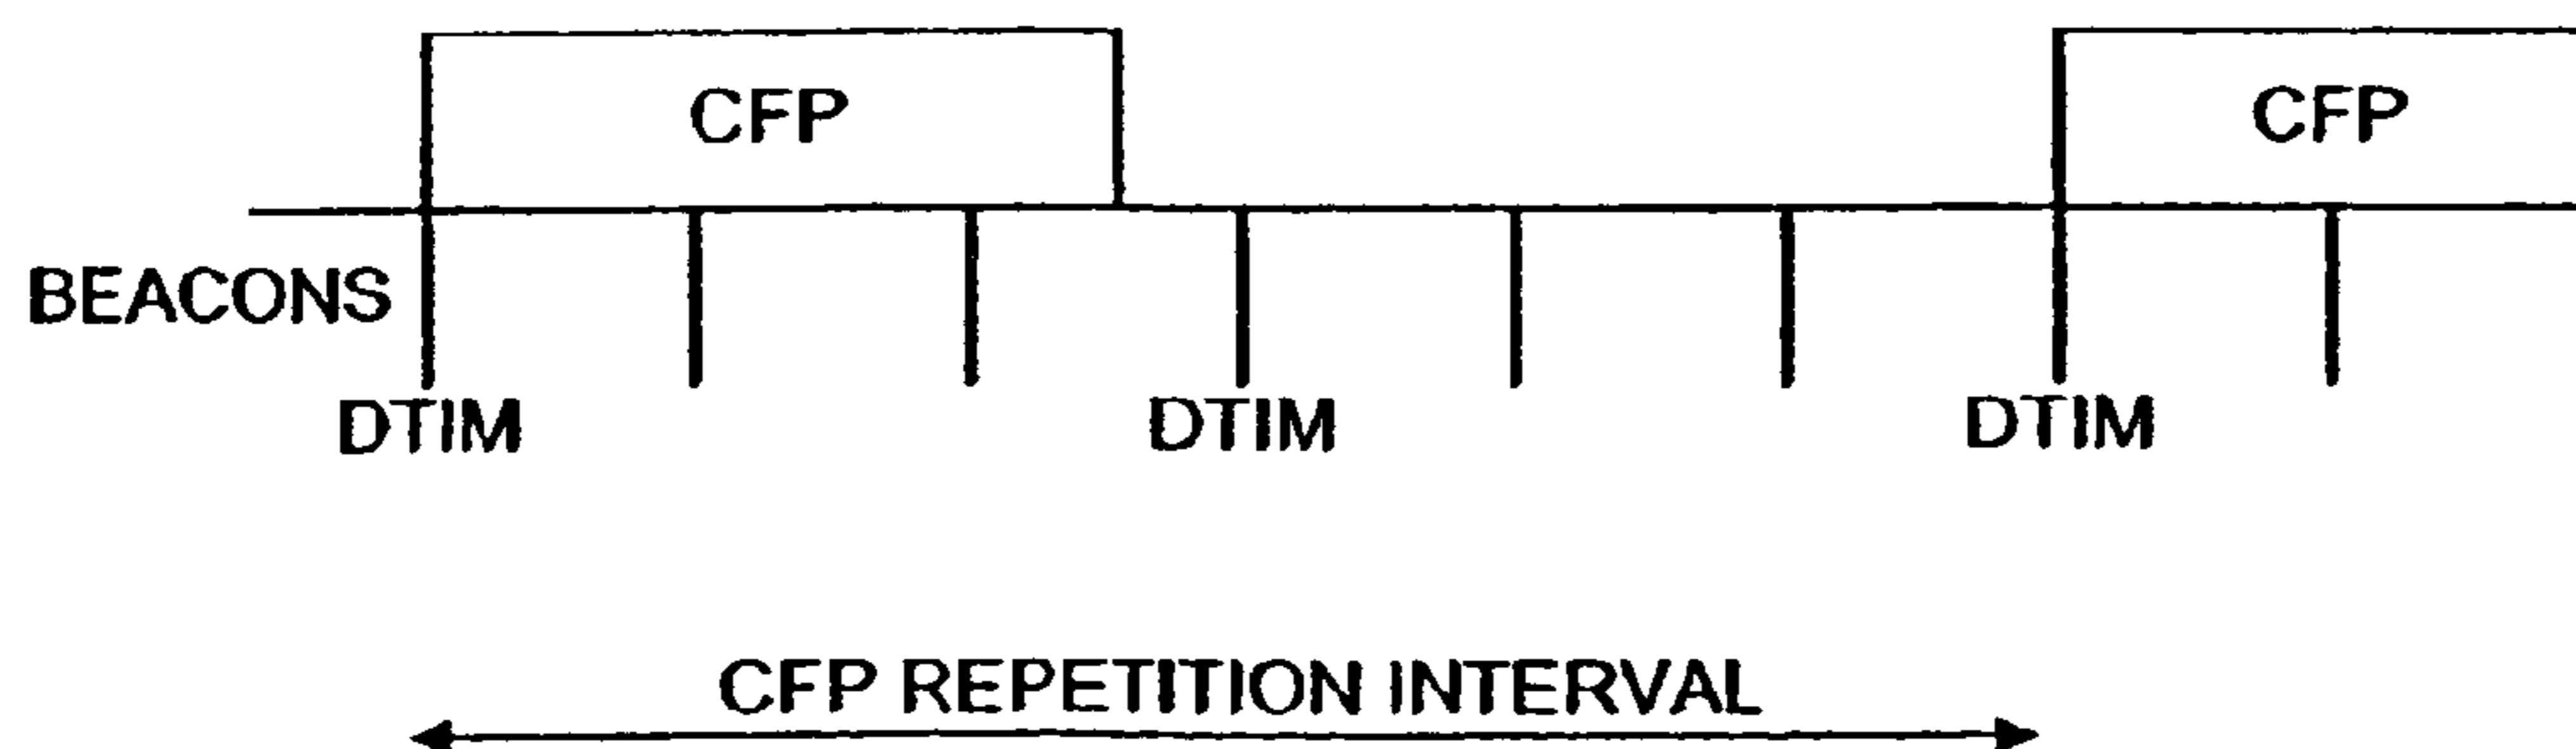 CFP CFP
BEACONS
DTIM DTIM DTIM
CFP REPETITION INTERVAL